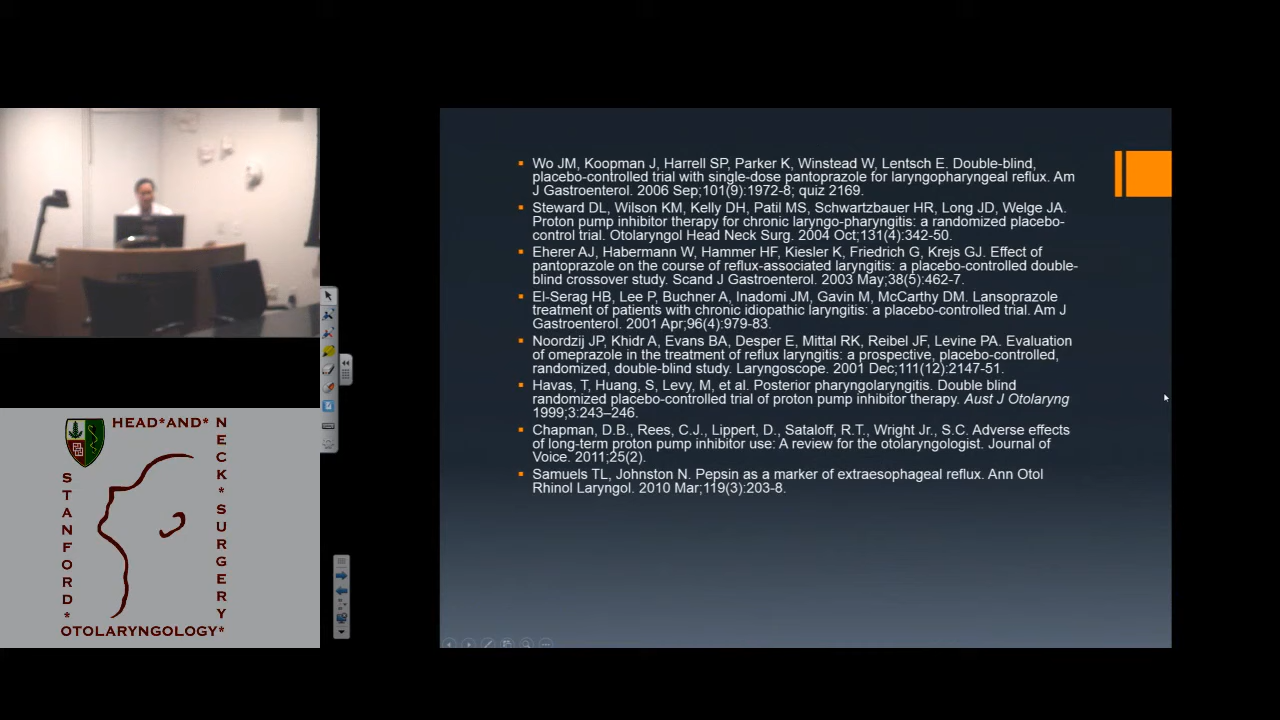 Wo JM, Koopman J, Harrell SP, Parker K, Winstead W, Lentsch E. Double-blind,
placebo-controlled trial with single-dose pantoprazole for laryngopharyngeal reflux. Am
J Gastroenterol. 2006 Sep;101(9):1972-8; quiz 2169.
Steward DL, Wilson KM, Kelly DH, Patil MS, Schwartzbauer HR, Long JD, Welge JA.
Proton pump inhibitor therapy for chronic laryngo-pharyngitis: a randomized placebo-
control trial. Otolaryngol Head Neck Surg. 2004 Oct;131(4):342-50.
Eherer AJ, Habermann W, Hammer HF, Kiesler K, Friedrich G, Krejs GJ. Effect of
pantoprazole on the course of reflux-associated laryngitis: a placebo-controlled double-
blind crossover study. Scand J Gastroenterol. 2003 May;38(5):462-7.
El-Serag HB, Lee P, Buchner A, Inadomi JM, Gavin M, McCarthy DM. Lansoprazole
treatment of patients with chronic idiopathic laryngitis: a placebo-controlled trial. Am J
Gastroenterol. 2001 Apr;96(4):979-83.
Noordzij JP, Khidr A, Evans BA, Desper E, Mittal RK, Reibel JF, Levine PA. Evaluation
of omeprazole in the treatment of reflux laryngitis: a prospective, placebo-controlled,
randomized, double-blind study. Laryngoscope. 2001 Dec;111(12):2147-51.
Havas, T, Huang, S, Levy, M, et al. Posterior pharyngolaryngitis. Double blind
randomized placebo-controlled trial of proton pump inhibitor therapy. Aust J Otolaryng
1999;3:243–246.
Chapman, D.B., Rees, C.J., Lippert, D., Sataloff, R.T., Wright Jr., S.C. Adverse effects
of long-term proton pump inhibitor use: A review for the otolaryngologist. Journal of
Voice. 2011;25(2).
Samuels TL, Johnston N. Pepsin as a marker of extraesophageal reflux. Ann Otol
Rhinol Laryngol. 2010 Mar;119(3):203-8.
HEAD*AND*
NECK*SURGERY
STANFORD*
OTOLARYNGOLOGY*